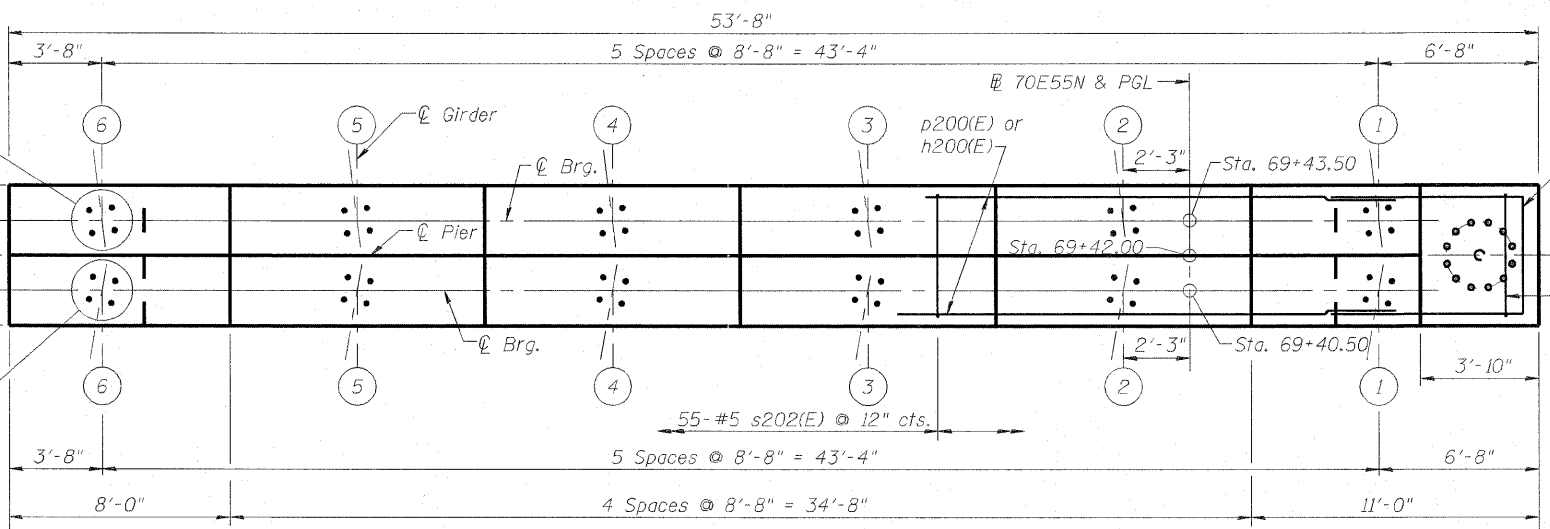 53'-8"
3'-8"
5 Spaces @ 8'-8" = 43'-4"
6'-8"
70E55N & PGL
6
5
℄ Girder
4
3
p200(E) or
h200(E)
2
1
2'-3"
Sta. 69+43.50
℄ Brg.
℄ Pier
Sta. 69+42.00
℄ Brg.
Sta. 69+40.50
2'-3"
3'-10"
6
5
4
3
2
1
55-#5 s202(E) @ 12" cts.
3'-8"
5 Spaces @ 8'-8" = 43'-4"
6'-8"
8'-0"
4 Spaces @ 8'-8" = 34'-8"
11'-0"